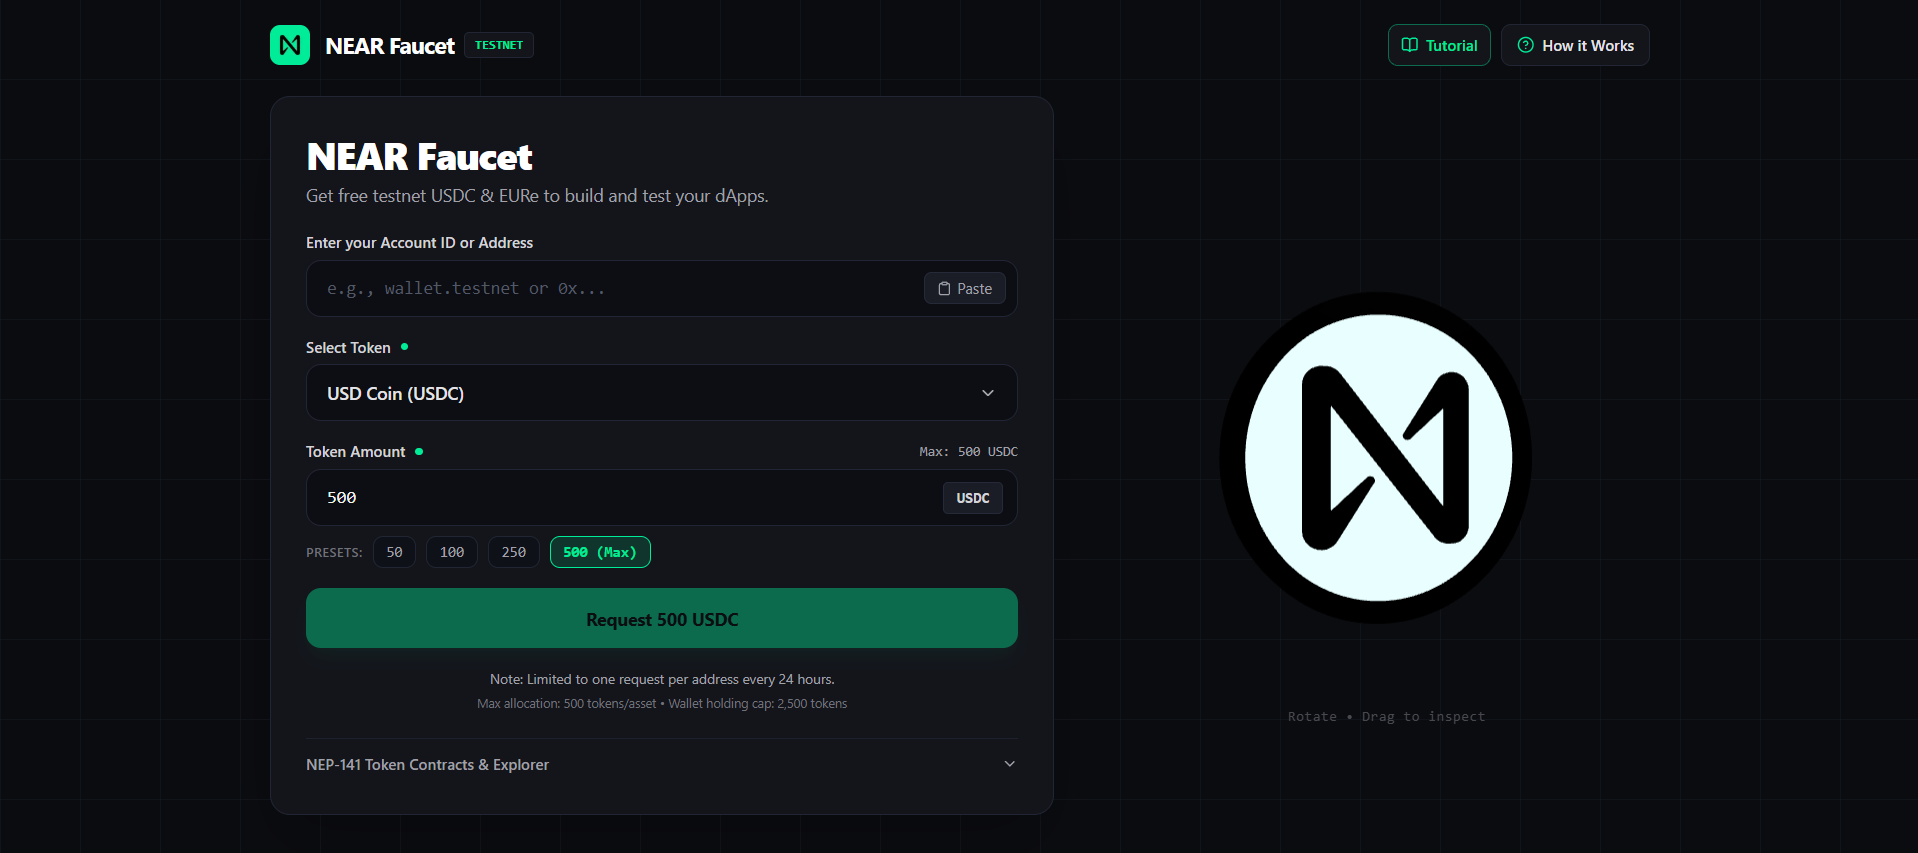 NEAR Faucet TESTNET
Tutorial
How it Works
NEAR Faucet
Get free testnet USDC & EURe to build and test your dApps.
Enter your Account ID or Address
e.g., wallet.testnet or 0x...
Paste
Select Token
USD Coin (USDC)
Token Amount
Max: 500 USDC
500
USDC
PRESETS: 50 100 250 500 (Max)
Request 500 USDC
Note: Limited to one request per address every 24 hours.
Max allocation: 500 tokens/asset • Wallet holding cap: 2,500 tokens
Rotate • Drag to inspect
NEP-141 Token Contracts & Explorer